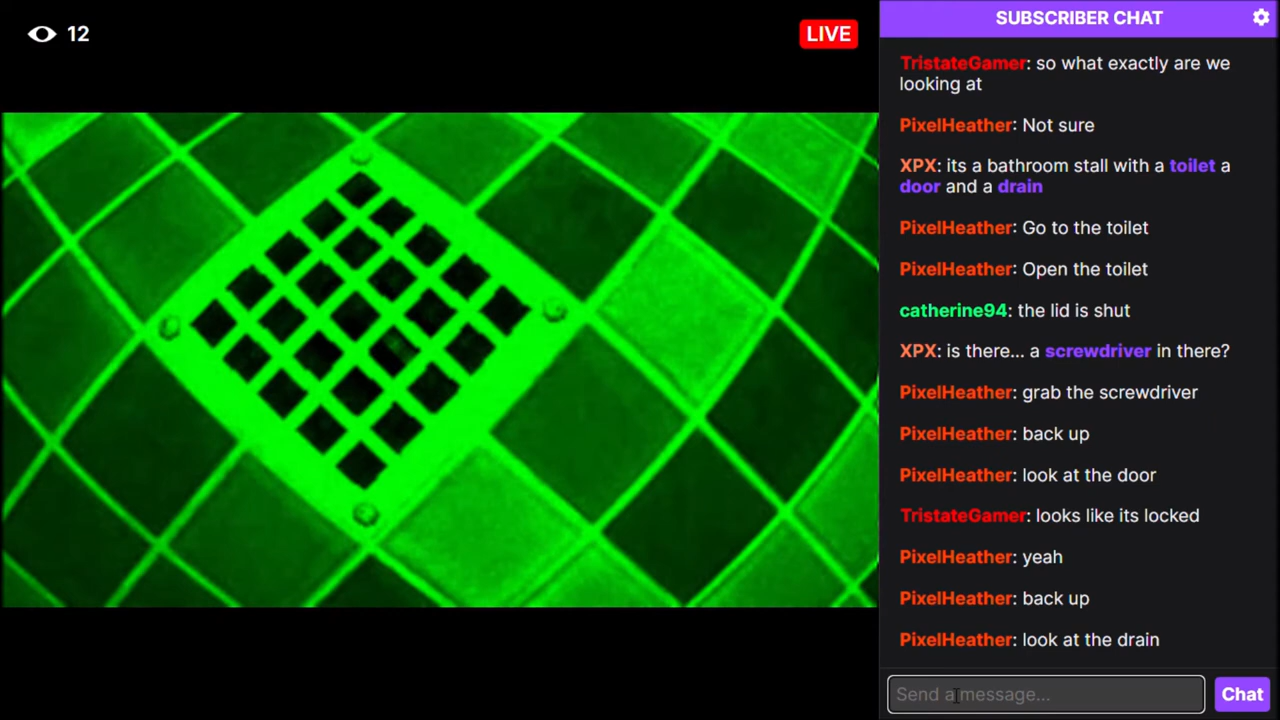 12
LIVE
SUBSCRIBER CHAT
TristateGamer: so what exactly are we
looking at
PixelHeather: Not sure
XPX: its a bathroom stall with a toilet a
door and a drain
PixelHeather: Go to the toilet
PixelHeather: Open the toilet
catherine94: the lid is shut
XPX: is there... a screwdriver in there?
PixelHeather: grab the screwdriver
PixelHeather: back up
PixelHeather: look at the door
TristateGamer: looks like its locked
PixelHeather: yeah
PixelHeather: back up
PixelHeather: look at the drain
Send a message...
Chat